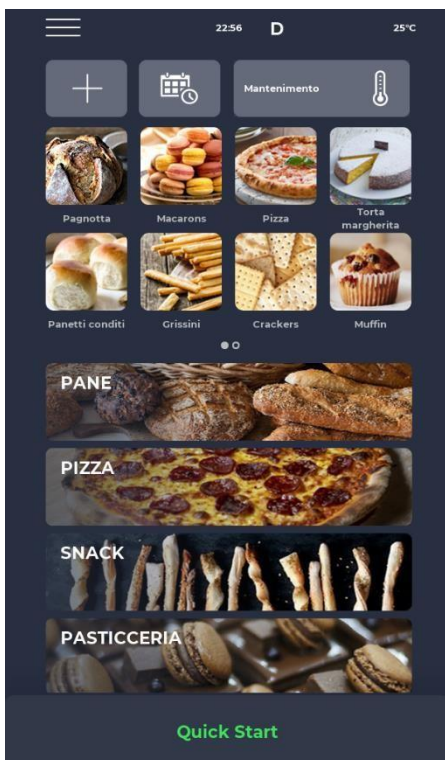 22:56 D 25°C
Mantenimento
Pagnotta Macarons Pizza Torta
margherita
Panetti conditi Grissini Crackers Muffin
PANE
PIZZA
SNACK
PASTICCERIA
Quick Start